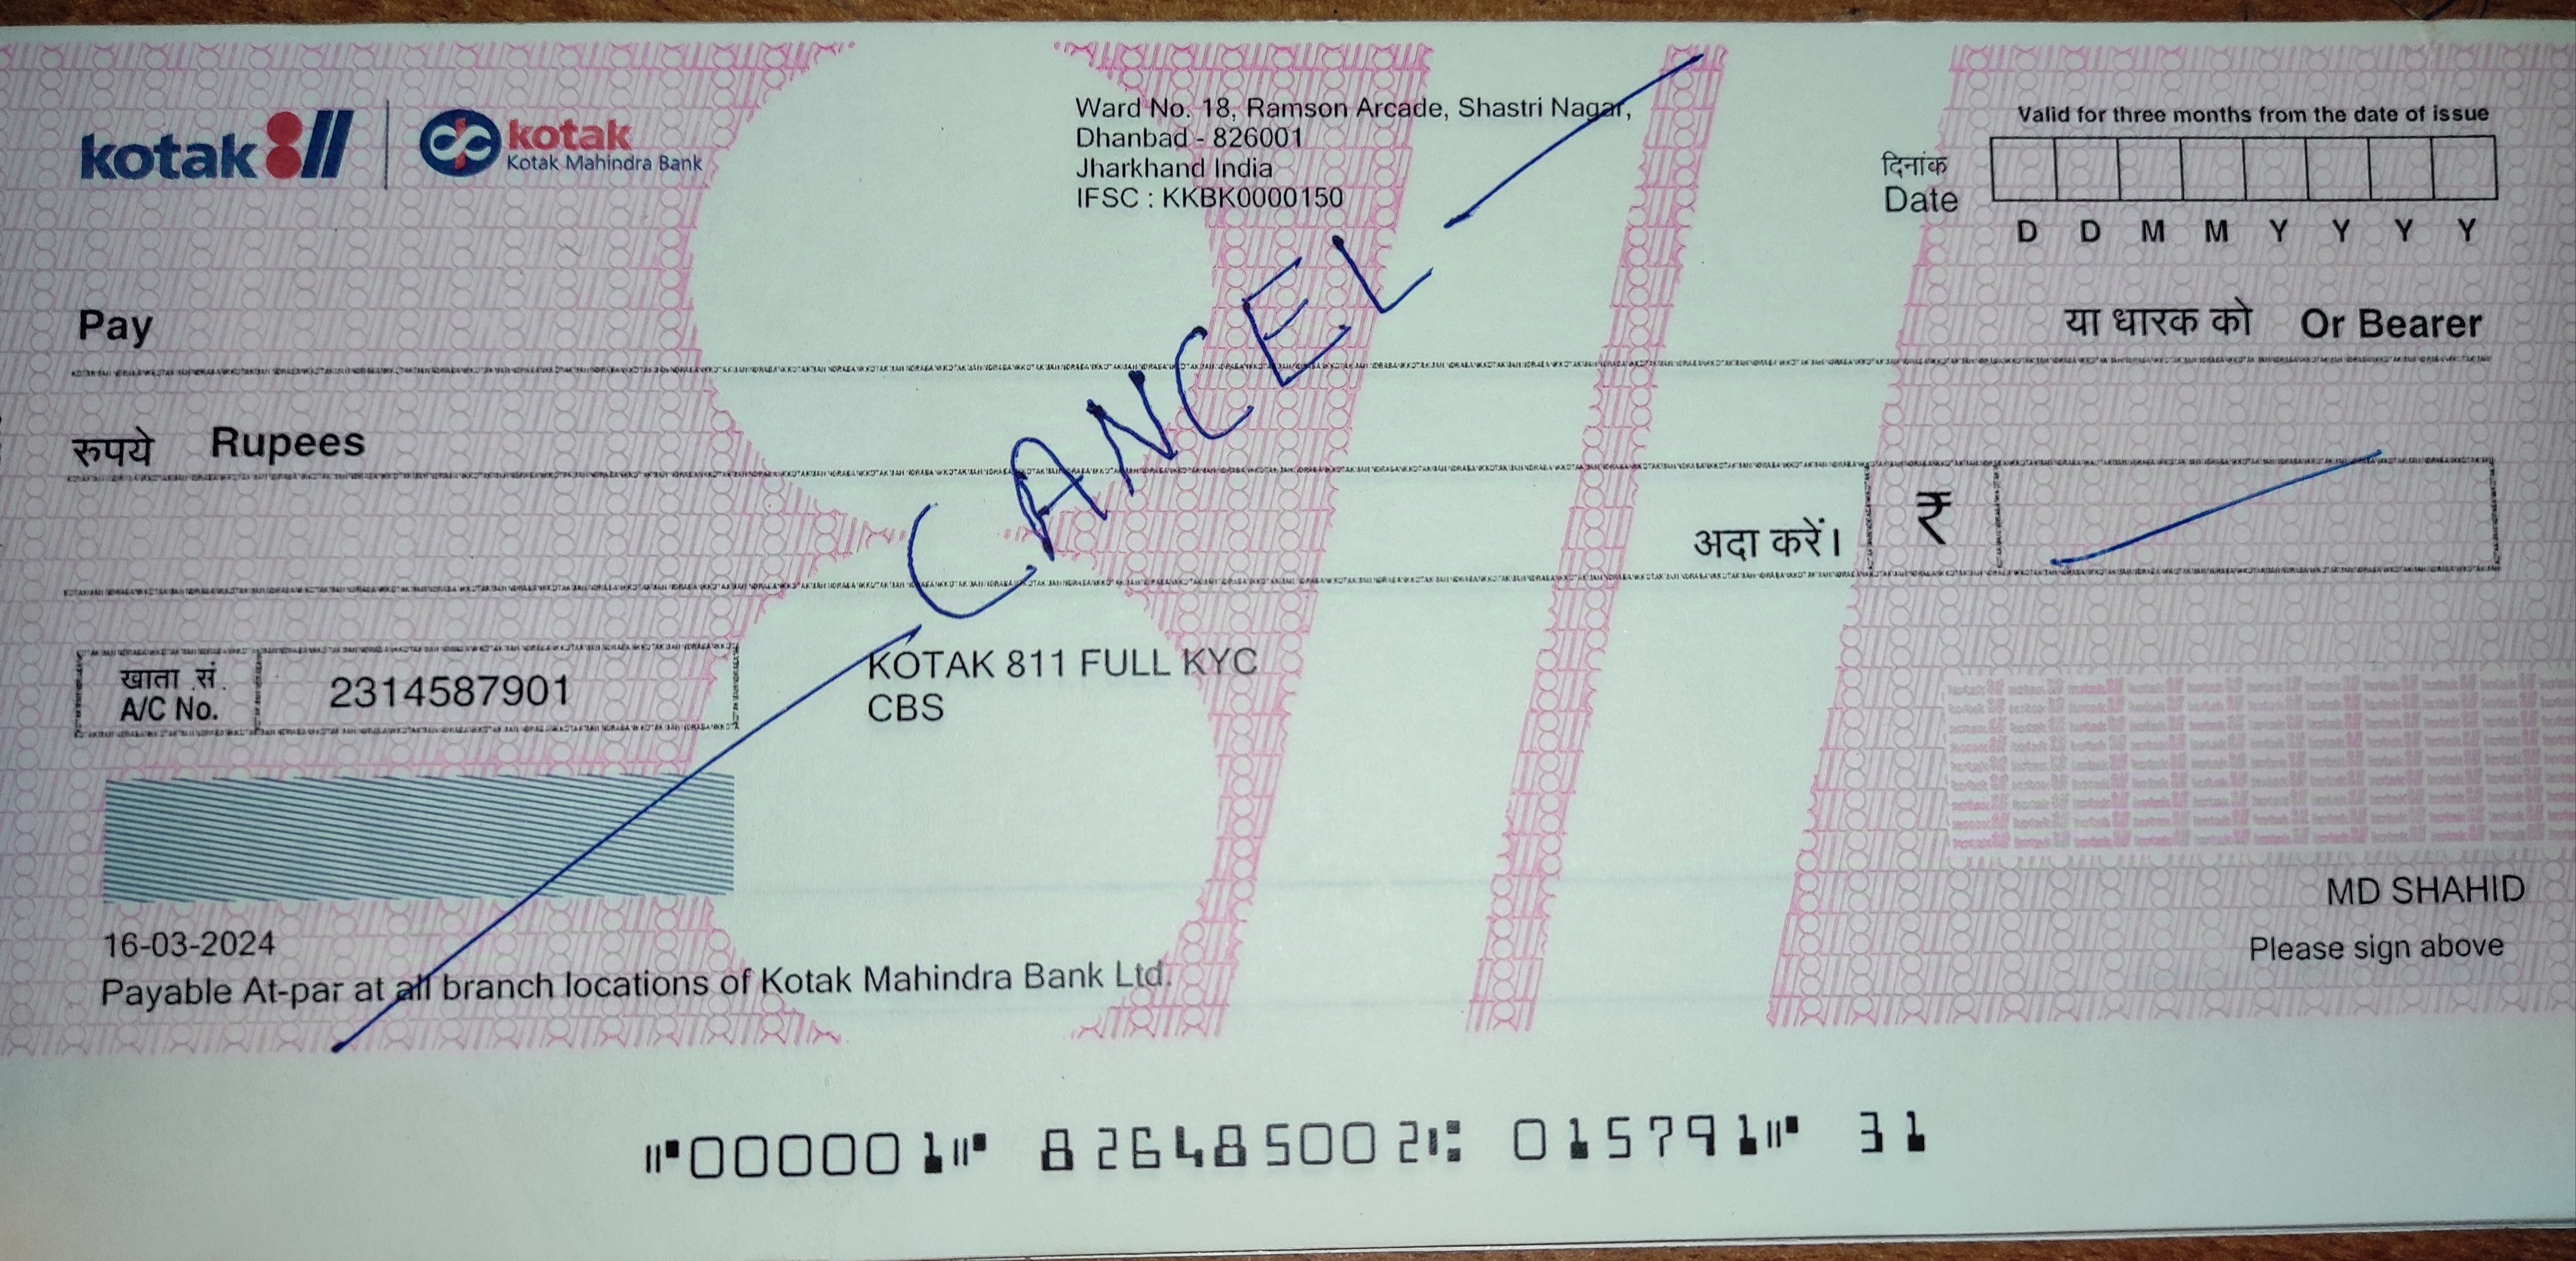 kotak 811 kotak
Kotak Mahindra Bank
Ward No. 18, Ramson Arcade, Shastri Nagar,
Dhanbad - 826001
Jharkhand India
IFSC : KKBK0000150
Valid for three months from the date of issue
दिनांक
Date
D D M M Y Y Y Y
CANCEL
Pay या धारक को Or Bearer
रुपये Rupees
अदा करें। ₹
खाता सं.
A/C No. 2314587901
KOTAK 811 FULL KYC
CBS
MD SHAHID
16-03-2024
Please sign above
Payable At-par at all branch locations of Kotak Mahindra Bank Ltd.
⑈000001⑈ 826485002⑆ 015791⑈ 31